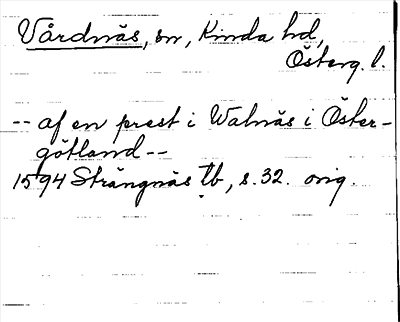 Vårdnäs, sn, Kinda hd,
Österg. l.
-- af en prest i Walnäs i Öster-
götland --
1594 Strängnäs tb, s. 32. orig.